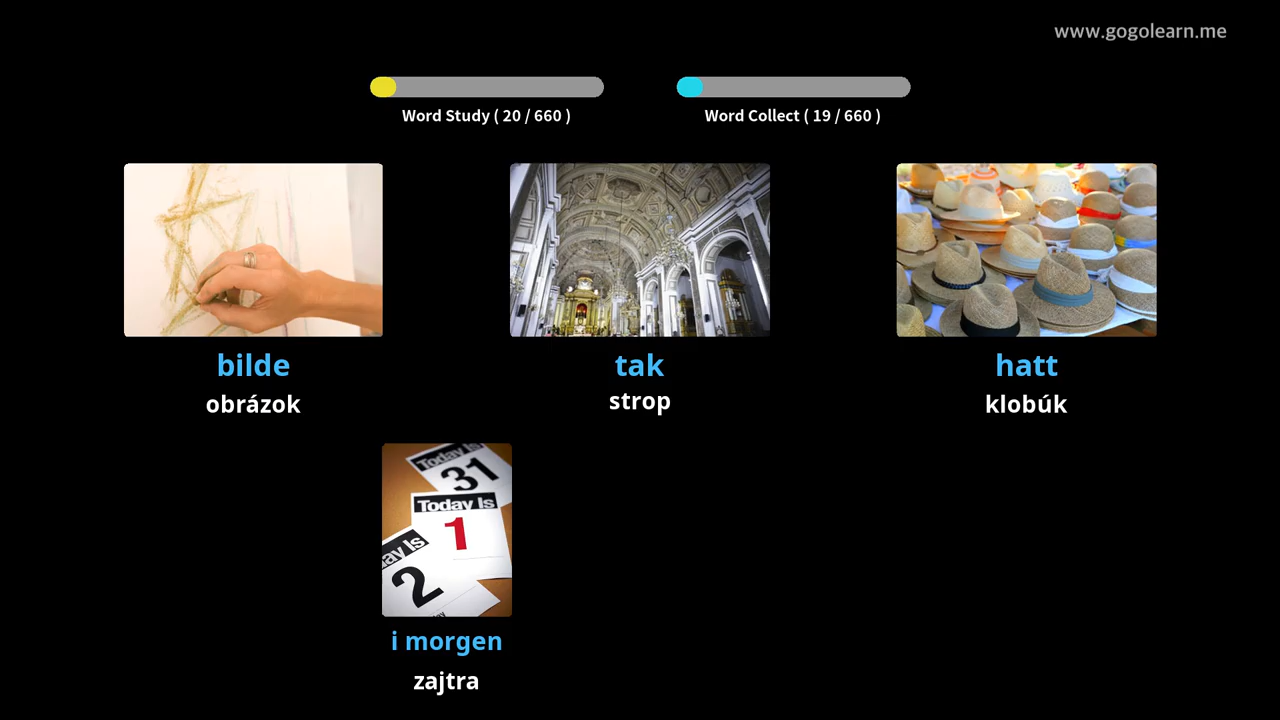 www.gogolearn.me
Word Study ( 20 / 660 )
Word Collect ( 19 / 660 )
bilde
tak
hatt
obrázok
strop
klobúk
Today Is
31
Today Is
1
ay Is
2
i morgen
zajtra